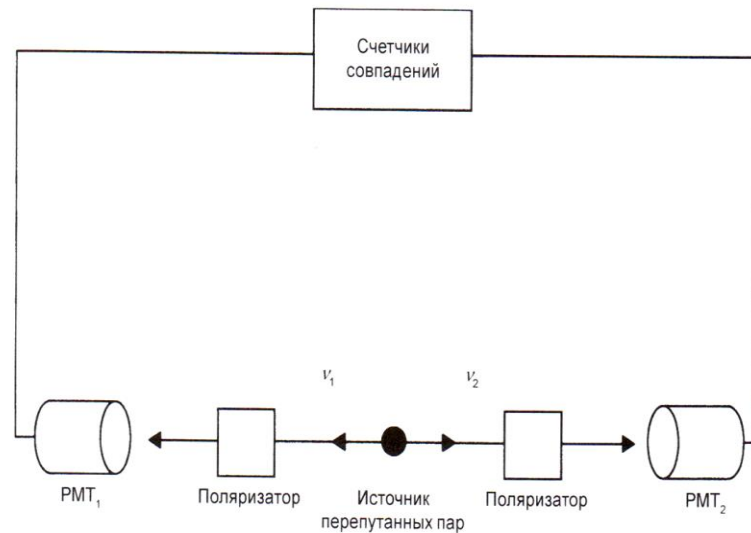 Счетчики
совпадений
ν₁
ν₂
PMT₁
Поляризатор
Источник
перепутанных пар
Поляризатор
PMT₂